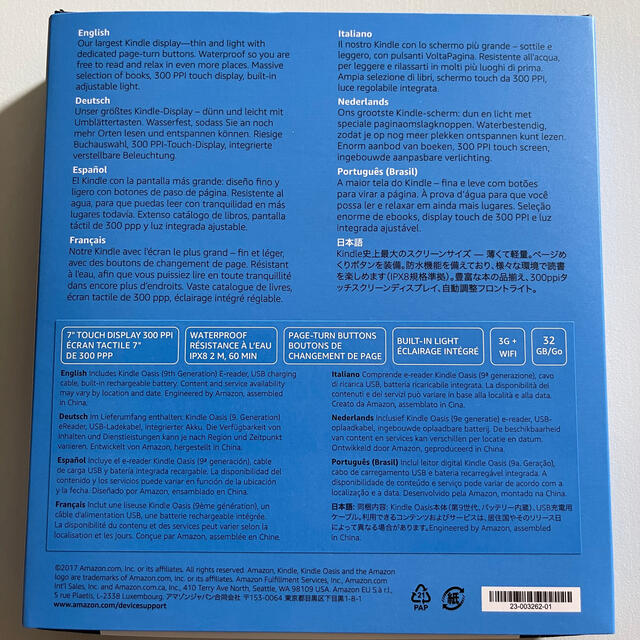 English
Our largest Kindle display—thin and light with
dedicated page-turn buttons. Waterproof so you are
free to read and relax in even more places. Massive
selection of books, 300 PPI touch display, built-in
adjustable light.
Deutsch
Unser größtes Kindle-Display – dünn und leicht mit
Umblättertasten. Wasserfest, sodass Sie an noch
mehr Orten lesen und entspannen können. Riesige
Buchauswahl, 300 PPI-Touch-Display, integrierte
verstellbare Beleuchtung.
Español
El Kindle con la pantalla más grande: diseño fino y
ligero con botones de paso de página. Resistente al
agua, para que puedas leer con tranquilidad en más
lugares todavía. Extenso catálogo de libros, pantalla
táctil de 300 ppp y luz integrada ajustable.
Français
Notre Kindle avec l'écran le plus grand – fin et léger,
avec des boutons de changement de page. Résistant
à l'eau, afin que vous puissiez lire en toute tranquillité
dans encore plus d'endroits. Vaste catalogue de livres,
écran tactile de 300 ppp, éclairage intégré réglable.
Italiano
Il nostro Kindle con lo schermo più grande – sottile e
leggero, con pulsanti VoltaPagina. Resistente all'acqua,
per leggere e rilassarti in molti più luoghi di prima.
Ampia selezione di libri, schermo touch da 300 PPI,
luce regolabile integrata.
Nederlands
Ons grootste Kindle-scherm: dun en licht met
speciale paginaomslagknoppen. Waterbestendig,
zodat je op nog meer plekken ontspannen kunt lezen.
Enorm aanbod van boeken, 300 PPI touch screen,
ingebouwde aanpasbare verlichting.
Português (Brasil)
A maior tela do Kindle – fina e leve com botões
para virar a página. À prova d'água para que você
possa ler e relaxar em ainda mais lugares. Seleção
enorme de ebooks, display touch de 300 PPI e luz
integrada ajustável.
日本語
Kindle史上最大のスクリーンサイズ — 薄くて軽量。ページめ
くりボタンを装備。防水機能を備えており、様々な環境で読書
を楽しめます(IPX8規格準拠)。豊富な本の品揃え、300ppiタ
ッチスクリーンディスプレイ、自動調整フロントライト。
7" TOUCH DISPLAY 300 PPI
ÉCRAN TACTILE 7"
DE 300 PPP
WATERPROOF
RÉSISTANCE À L'EAU
IPX8 2 M, 60 MIN
PAGE-TURN BUTTONS
BOUTONS DE
CHANGEMENT DE PAGE
BUILT-IN LIGHT
ÉCLAIRAGE INTÉGRÉ
3G +
WIFI
32
GB/Go
English Includes Kindle Oasis (9th Generation) E-reader, USB charging
cable, built-in rechargeable battery. Content and service availability
may vary by location and change over time. Engineered by Amazon, assembled
in China.
Deutsch Im Lieferumfang enthalten: Kindle Oasis (9. Generation)
eReader, USB-Ladekabel, integrierter Akku. Die Verfügbarkeit von
Inhalten und Dienstleistungen kann je nach Region und Zeitpunkt
variieren. Entwickelt von Amazon, hergestellt in China.
Español Incluye el e-reader Kindle Oasis (9ª generación), cable
de carga USB y batería integrada recargable. La disponibilidad del
contenido y los servicios puede variar en función de la ubicación
y la fecha. Diseñado por Amazon, ensamblado en China.
Français Inclut une liseuse Kindle Oasis (9ème génération), un
câble d'alimentation USB, une batterie rechargeable intégrée.
La disponibilité du contenu et des services peut varier selon la
localisation et les jours. Conçue par Amazon, assemblée en Chine.
Italiano Comprende e-reader Kindle Oasis (9ª generazione), cavo
di ricarica USB, batteria ricaricabile integrata. La disponibilità dei
contenuti e dei servizi può variare in base alla località e alla data.
Creato da Amazon, assemblato in Cina.
Nederlands Inclusief Kindle Oasis (9e generatie) e-reader, USB-
oplaadkabel, ingebouwde oplaadbare batterij. De beschikbaarheid
van content en services kan verschillen per locatie en datum.
Ontwikkeld door Amazon, geproduceerd in China.
Português (Brasil) Inclui leitor digital Kindle Oasis (9a. Geração),
cabo de carregamento USB e bateria recarregável integrada. A
disponibilidade de conteúdo e serviço pode variar de acordo com a
localização e a data. Desenvolvido pela Amazon, montado na China.
日本語: 同梱内容: Kindle Oasis本体(第9世代、バッテリー内蔵)、USB充電用
ケーブル。利用できるコンテンツおよびサービスは、居住国やそのリリース日
によって異なる場合があります。Engineered by Amazon, assembled in China.
©2017 Amazon.com, Inc. or its affiliates. All rights reserved. Amazon, Kindle, Kindle Oasis and the Amazon
logo are trademarks of Amazon.com, Inc. or its affiliates. Amazon Fulfillment Services, Inc., Amazon.com
Int'l Sales, Inc. and Amazon.com.ca, Inc., 410 Terry Ave North, Seattle, WA 98109-5210 U.S.A. Amazon EU S.à r.l.,
5 rue Plaetis, L-2338 Luxembourg. アマゾンジャパン合同会社 〒153-0064 東京都目黒区下目黒1-8-1
www.amazon.com/devicesupport
21
PAP
紙
23-003262-01